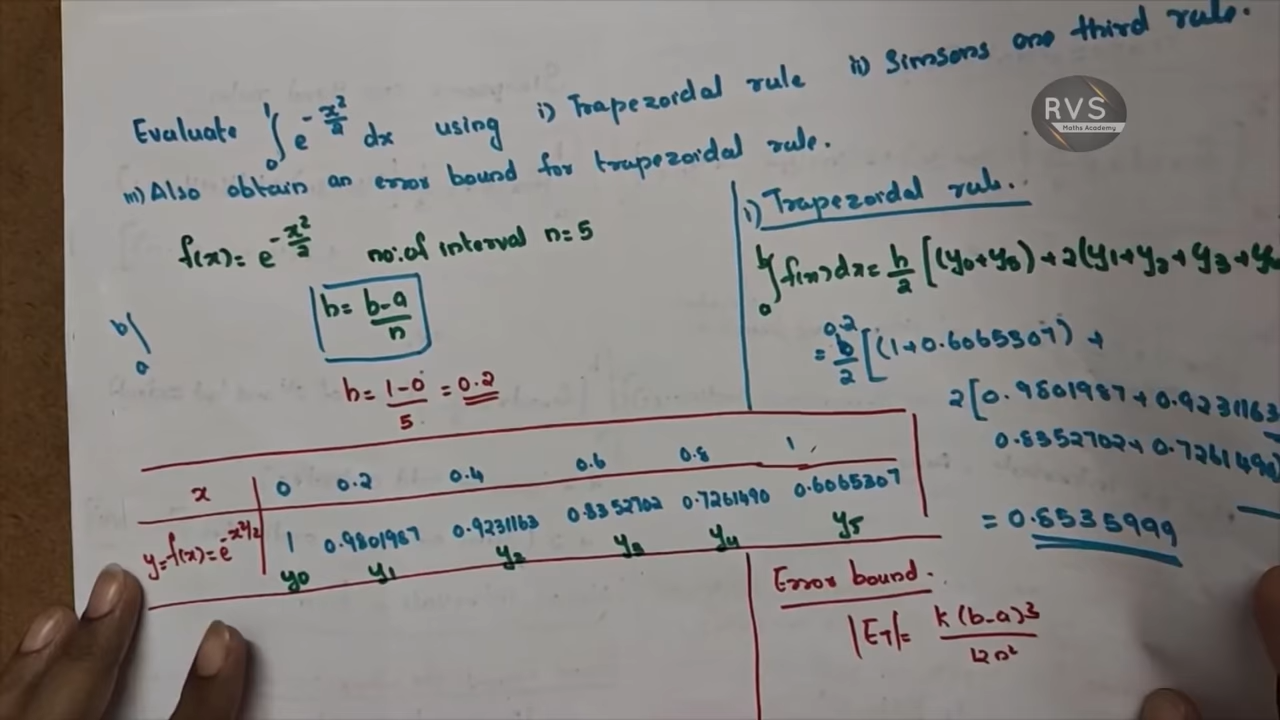 Evaluate ∫₀¹ e^(-x²/2) dx using i) Trapezoidal rule ii) Simsons one third rule.
iii) Also obtain an error bound for trapezoidal rule.
f(x)= e^(-x²/2) no: of interval n=5
h= (b-a)/n
b
a
h= (1-0)/5 = 0.2
i) Trapezoidal rule.
∫₀¹ f(x) dx = h/2 [(y0+y5)+2(y1+y2+y3+y4
0.2
= h/2 [(1+0.6065307) +
2[0.9801987+0.9231163
0.8352702+0.7261490
= 0.8535999
x 0 0.2 0.4 0.6 0.8 1
y=f(x)=e^(-x²/2) 1 0.9801987 0.9231163 0.8352702 0.7261490 0.6065307
y0 y1 y2 y3 y4 y5
Error bound.
|ET|= K(b-a)³/12n²
RVS
Maths Academy